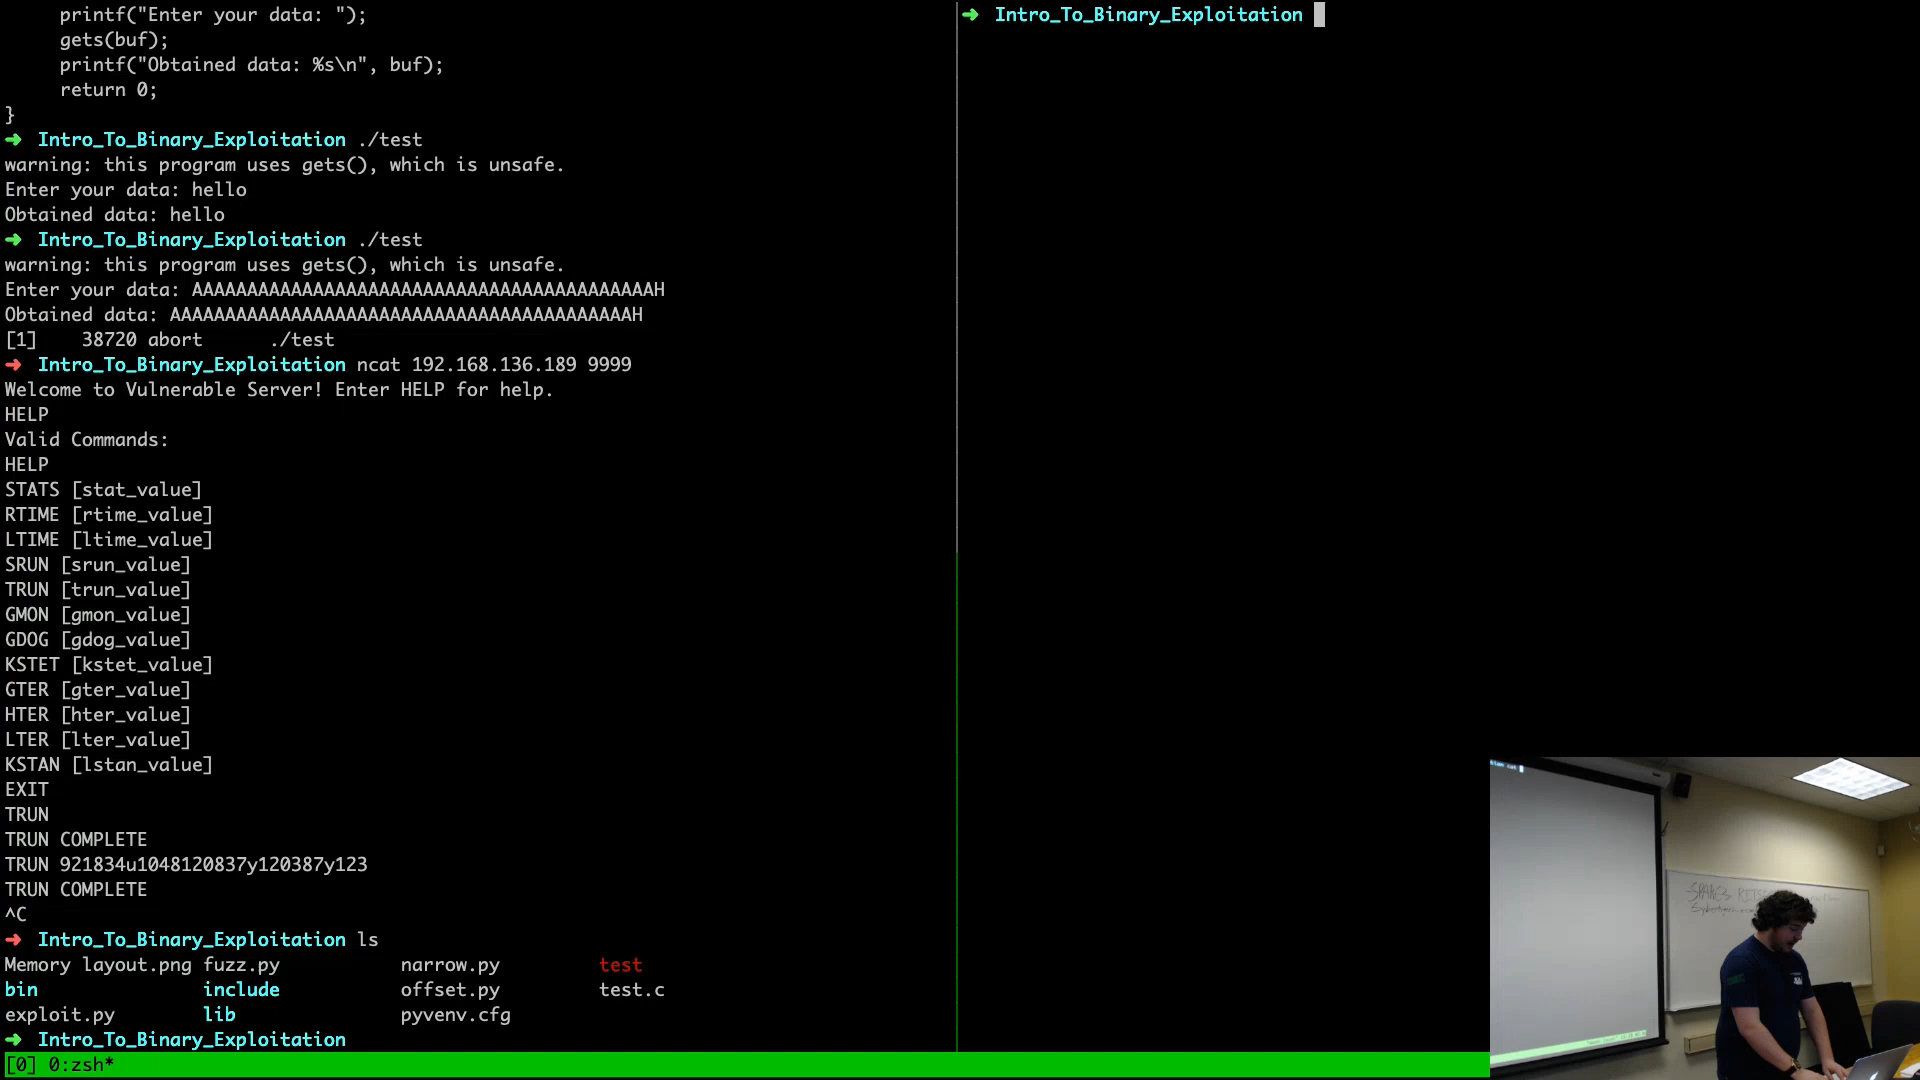 printf("Enter your data: ");
gets(buf);
printf("Obtained data: %s\n", buf);
return 0;
}
➜ Intro_To_Binary_Exploitation ./test
warning: this program uses gets(), which is unsafe.
Enter your data: hello
Obtained data: hello
➜ Intro_To_Binary_Exploitation ./test
warning: this program uses gets(), which is unsafe.
Enter your data: AAAAAAAAAAAAAAAAAAAAAAAAAAAAAAAAAAAAAAAAAAH
Obtained data: AAAAAAAAAAAAAAAAAAAAAAAAAAAAAAAAAAAAAAAAAAH
[1] 38720 abort ./test
➜ Intro_To_Binary_Exploitation ncat 192.168.136.189 9999
Welcome to Vulnerable Server! Enter HELP for help.
HELP
Valid Commands:
HELP
STATS [stat_value]
RTIME [rtime_value]
LTIME [ltime_value]
SRUN [srun_value]
TRUN [trun_value]
GMON [gmon_value]
GDOG [gdog_value]
KSTET [kstet_value]
GTER [gter_value]
HTER [hter_value]
LTER [lter_value]
KSTAN [lstan_value]
EXIT
TRUN
TRUN COMPLETE
TRUN 921834u1048120837y120387y123
TRUN COMPLETE
^C
➜ Intro_To_Binary_Exploitation ls
Memory layout.png fuzz.py narrow.py test
bin include offset.py test.c
exploit.py lib pyvenv.cfg
➜ Intro_To_Binary_Exploitation
[0] 0:zsh*
➜ Intro_To_Binary_Exploitation